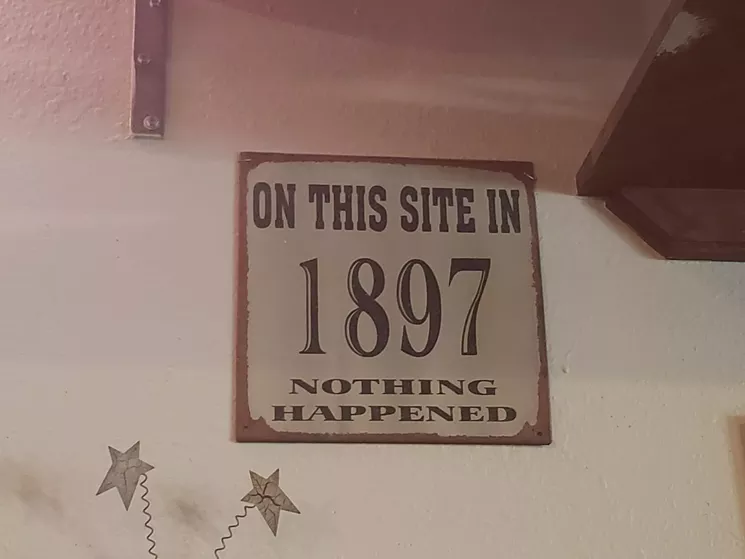 ON THIS SITE IN
1897
NOTHING
HAPPENED